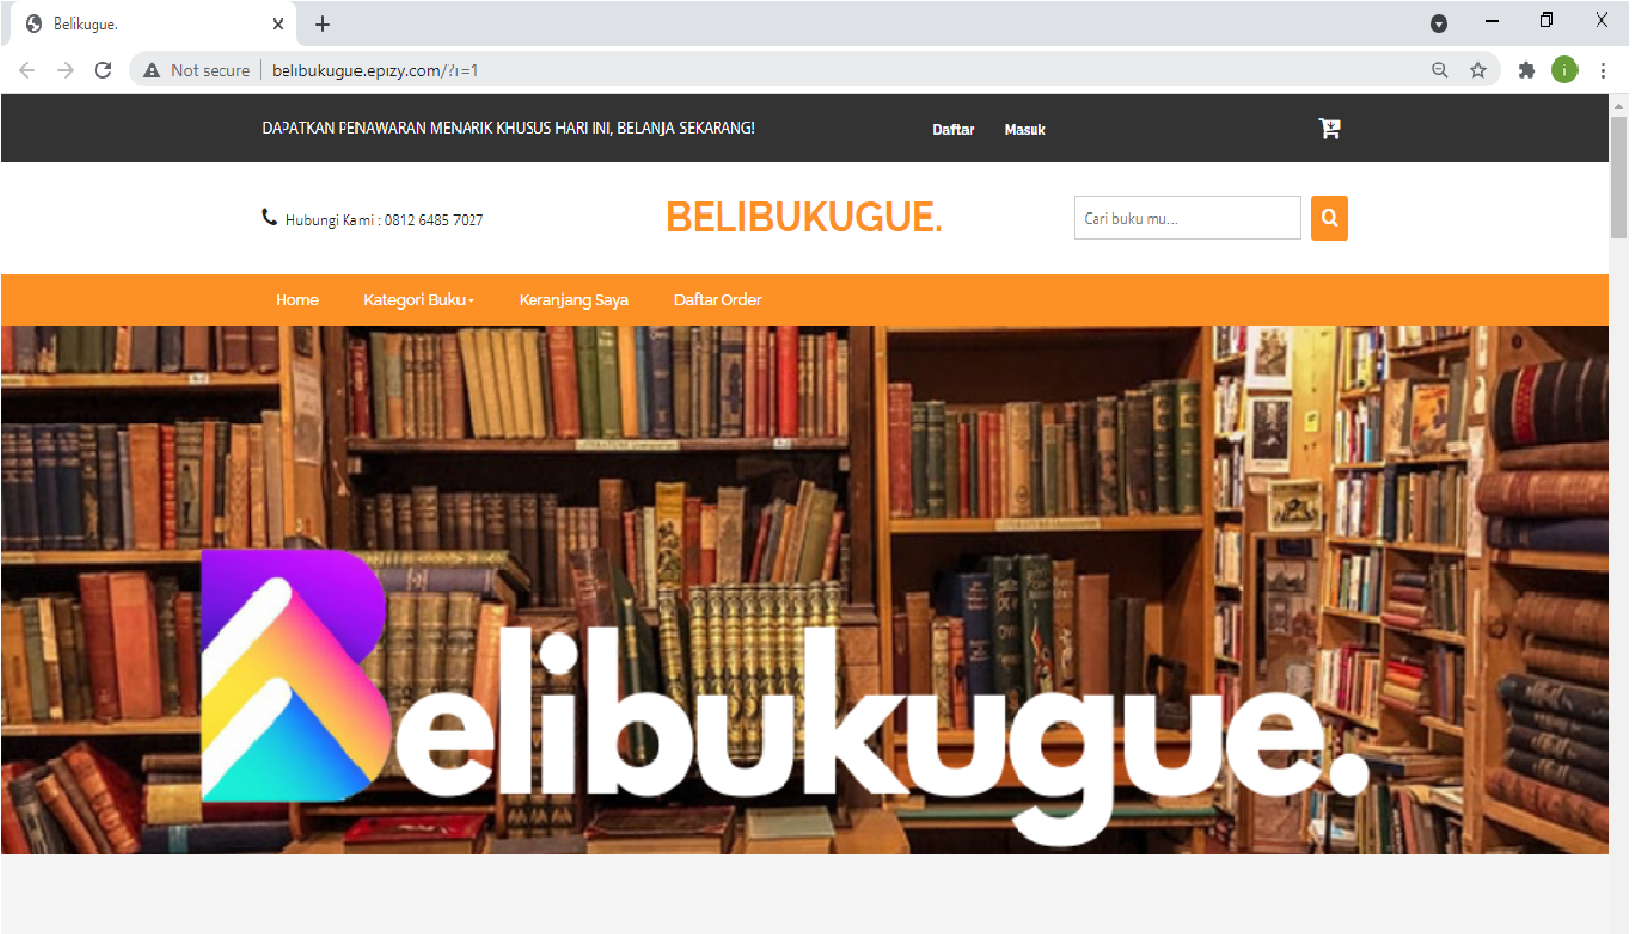 Belikugue.
Not secure
belibukugue.epizy.com/?i=1
i
DAPATKAN PENAWARAN MENARIK KHUSUS HARI INI, BELANJA SEKARANG!
Daftar
Masuk
Hubungi Kami : 0812 6485 7027
BELIBUKUGUE.
Cari buku mu...
Home
Kategori Buku
Keranjang Saya
Daftar Order
Belibukugue.